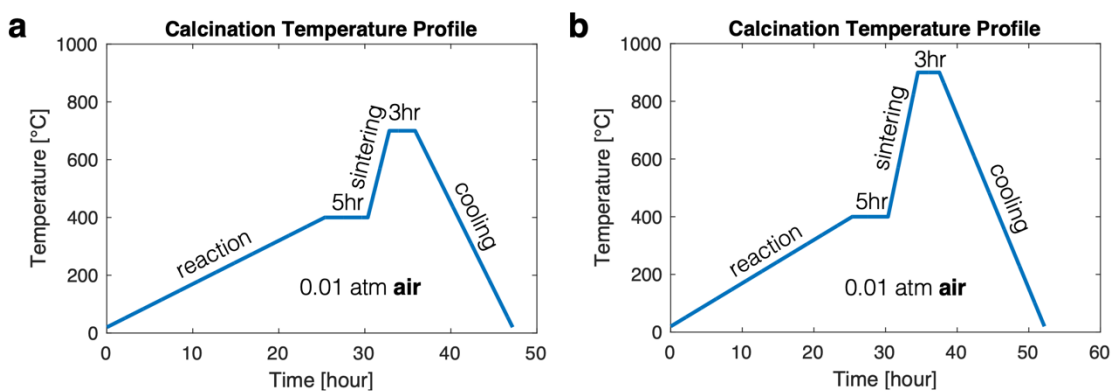 a
Calcination Temperature Profile
1000
800
600
400
200
0
Temperature [°C]
reaction
5hr
sintering
3hr
cooling
0.01 atm air
0
10
20
30
40
50
Time [hour]
b
Calcination Temperature Profile
1000
800
600
400
200
0
Temperature [°C]
reaction
5hr
sintering
3hr
cooling
0.01 atm air
0
10
20
30
40
50
60
Time [hour]